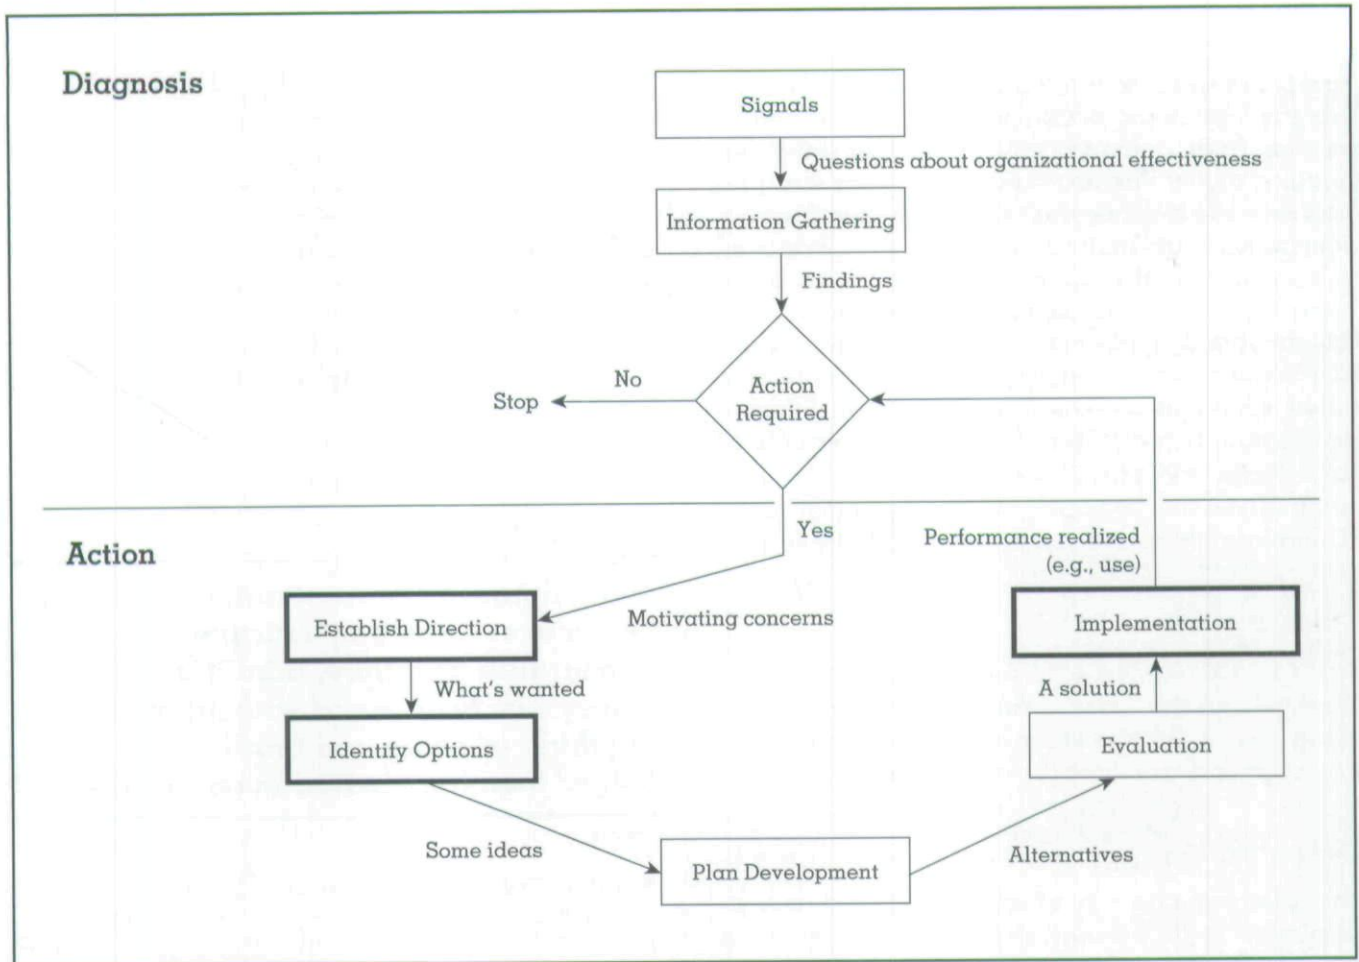 Diagnosis
Signals
Questions about organizational effectiveness
Information Gathering
Findings
No
Stop
Action
Required
Yes
Action
Performance realized
(e.g., use)
Establish Direction
Motivating concerns
Implementation
What's wanted
A solution
Identify Options
Evaluation
Some ideas
Plan Development
Alternatives